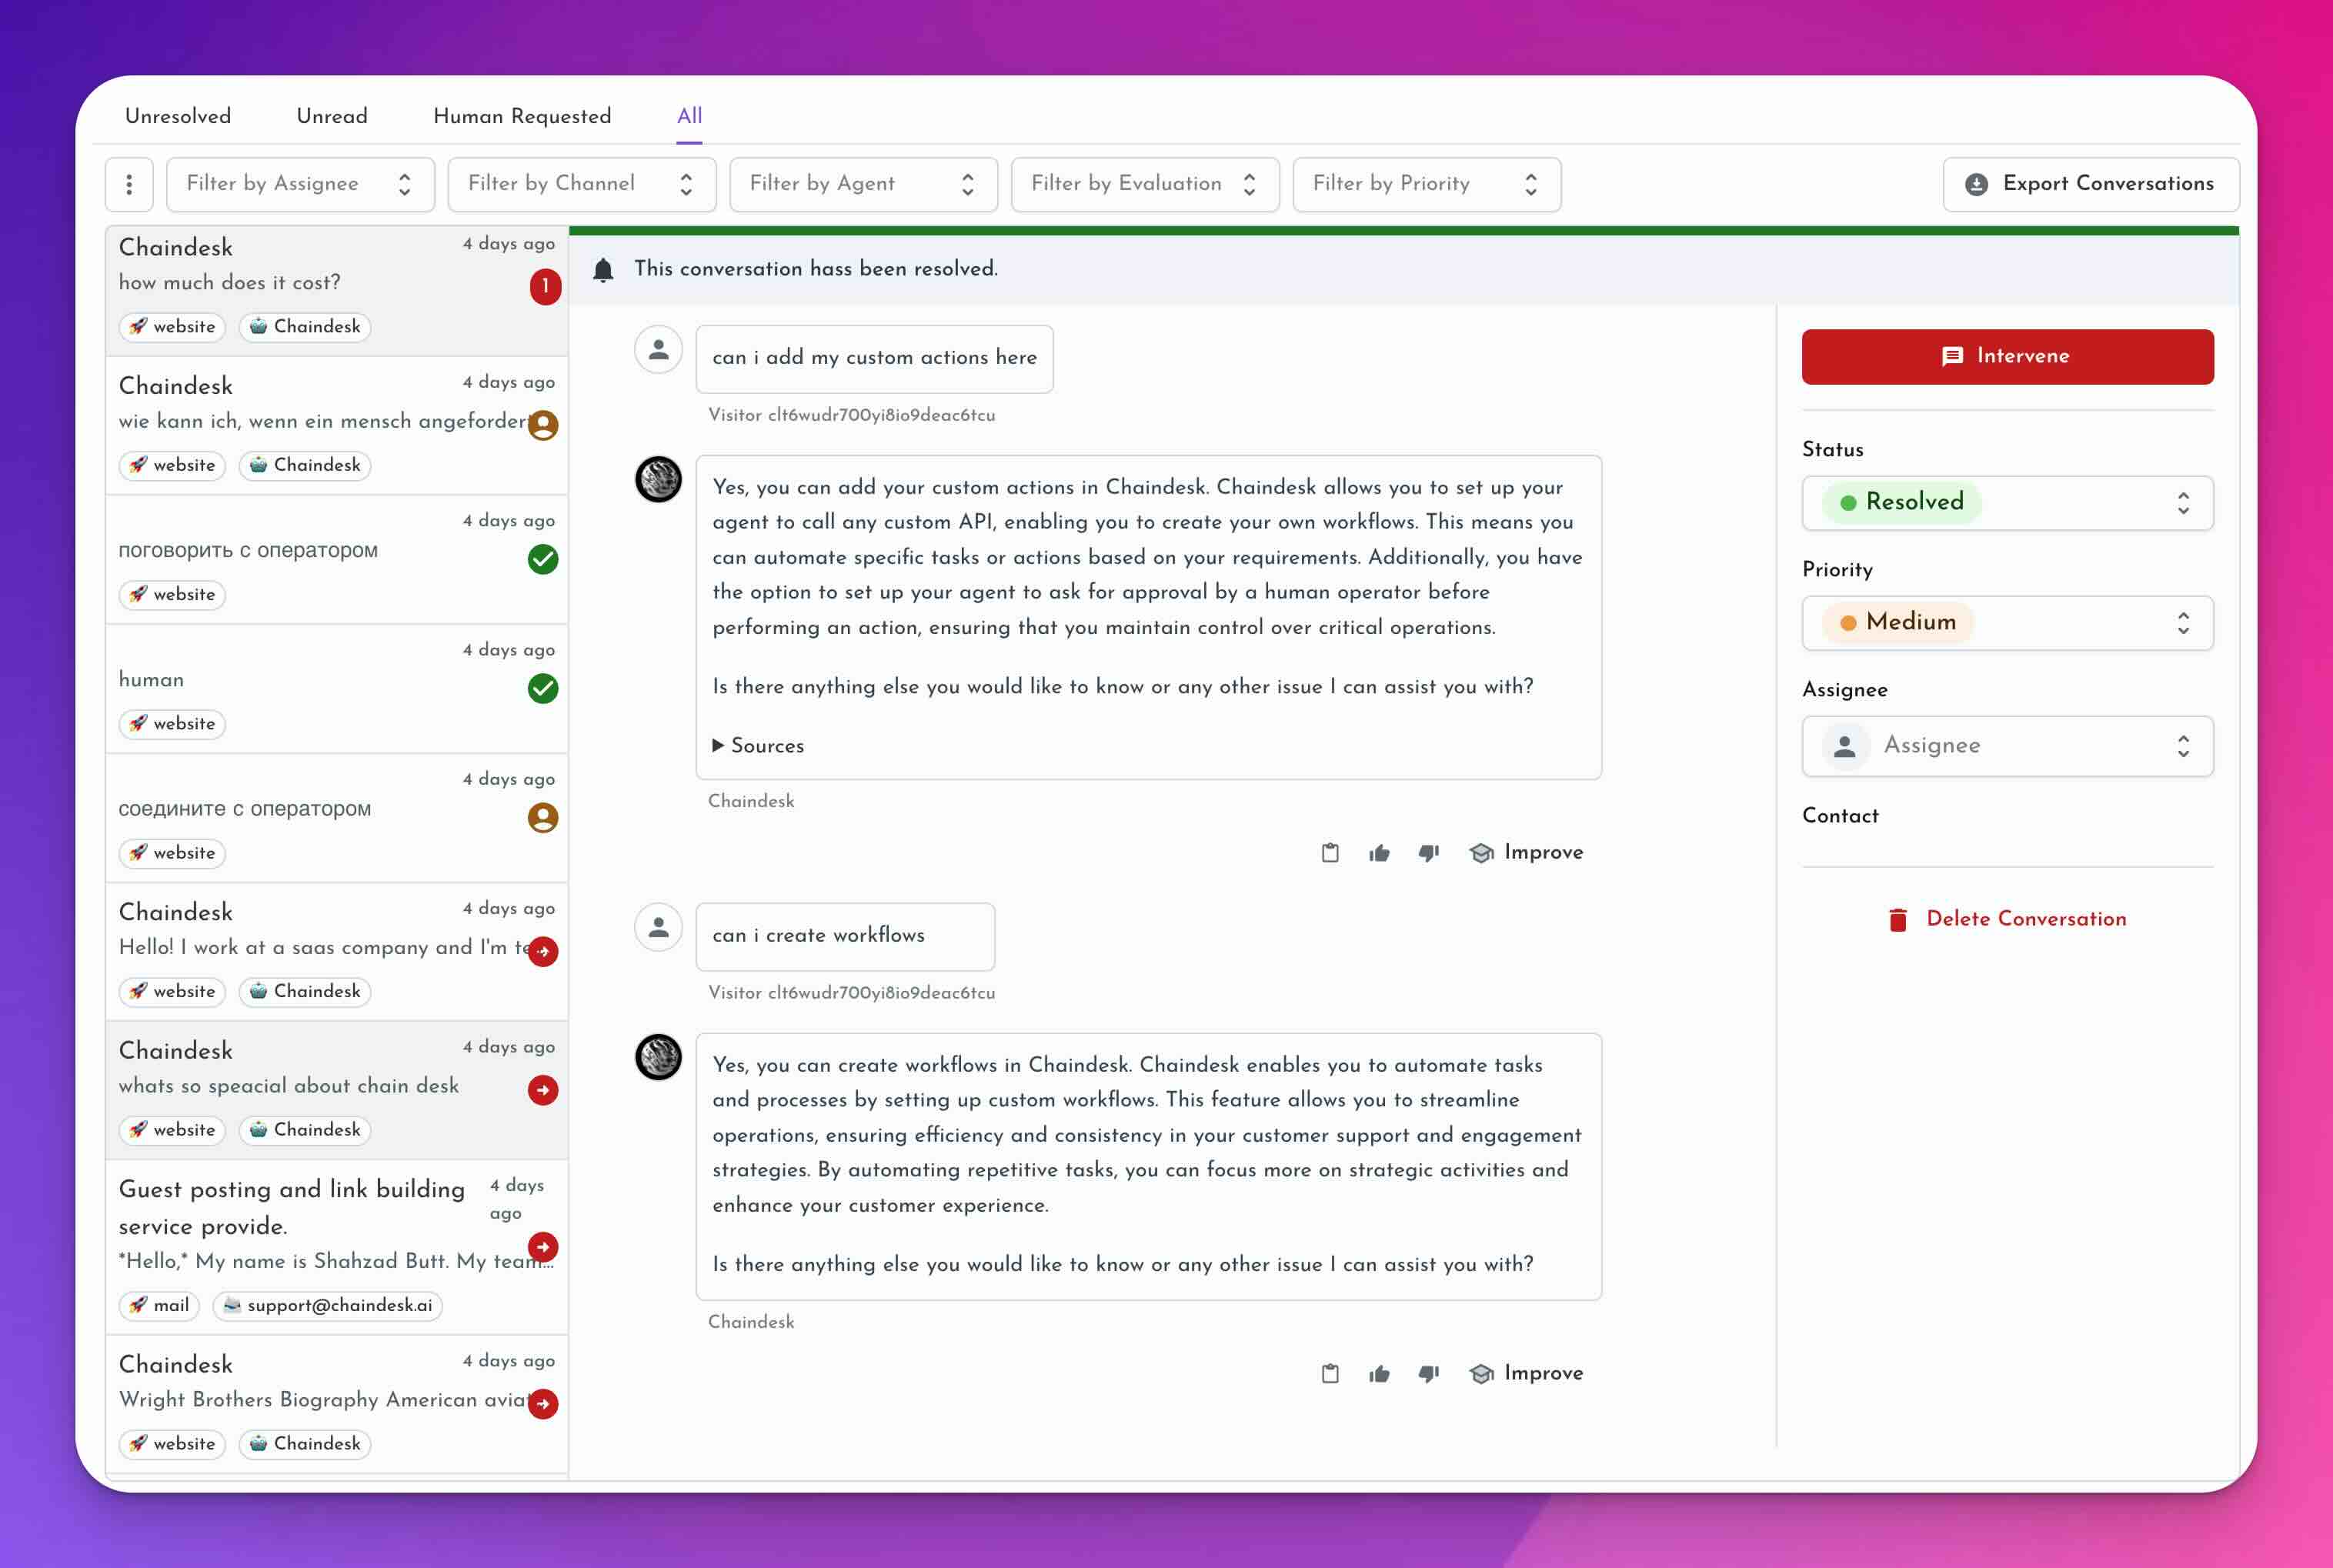 Unresolved
Unread
Human Requested
All
Filter by Assignee
Filter by Channel
Filter by Agent
Filter by Evaluation
Filter by Priority
Export Conversations
Chaindesk
4 days ago
how much does it cost?
1
website
Chaindesk
Chaindesk
4 days ago
wie kann ich, wenn ein mensch angefordert
website
Chaindesk
4 days ago
поговорить с оператором
website
4 days ago
human
website
4 days ago
соедините с оператором
website
Chaindesk
4 days ago
Hello! I work at a saas company and I'm te
website
Chaindesk
Chaindesk
4 days ago
whats so speacial about chain desk
website
Chaindesk
Guest posting and link building
service provide.
4 days
ago
*Hello,* My name is Shahzad Butt. My team...
mail
support@chaindesk.ai
Chaindesk
4 days ago
Wright Brothers Biography American aviat
website
Chaindesk
This conversation hass been resolved.
can i add my custom actions here
Visitor clt6wudr700yi8io9deac6tcu
Yes, you can add your custom actions in Chaindesk. Chaindesk allows you to set up your
agent to call any custom API, enabling you to create your own workflows. This means you
can automate specific tasks or actions based on your requirements. Additionally, you have
the option to set up your agent to ask for approval by a human operator before
performing an action, ensuring that you maintain control over critical operations.
Is there anything else you would like to know or any other issue I can assist you with?
Sources
Chaindesk
Improve
can i create workflows
Visitor clt6wudr700yi8io9deac6tcu
Yes, you can create workflows in Chaindesk. Chaindesk enables you to automate tasks
and processes by setting up custom workflows. This feature allows you to streamline
operations, ensuring efficiency and consistency in your customer support and engagement
strategies. By automating repetitive tasks, you can focus more on strategic activities and
enhance your customer experience.
Is there anything else you would like to know or any other issue I can assist you with?
Chaindesk
Improve
Intervene
Status
Resolved
Priority
Medium
Assignee
Assignee
Contact
Delete Conversation